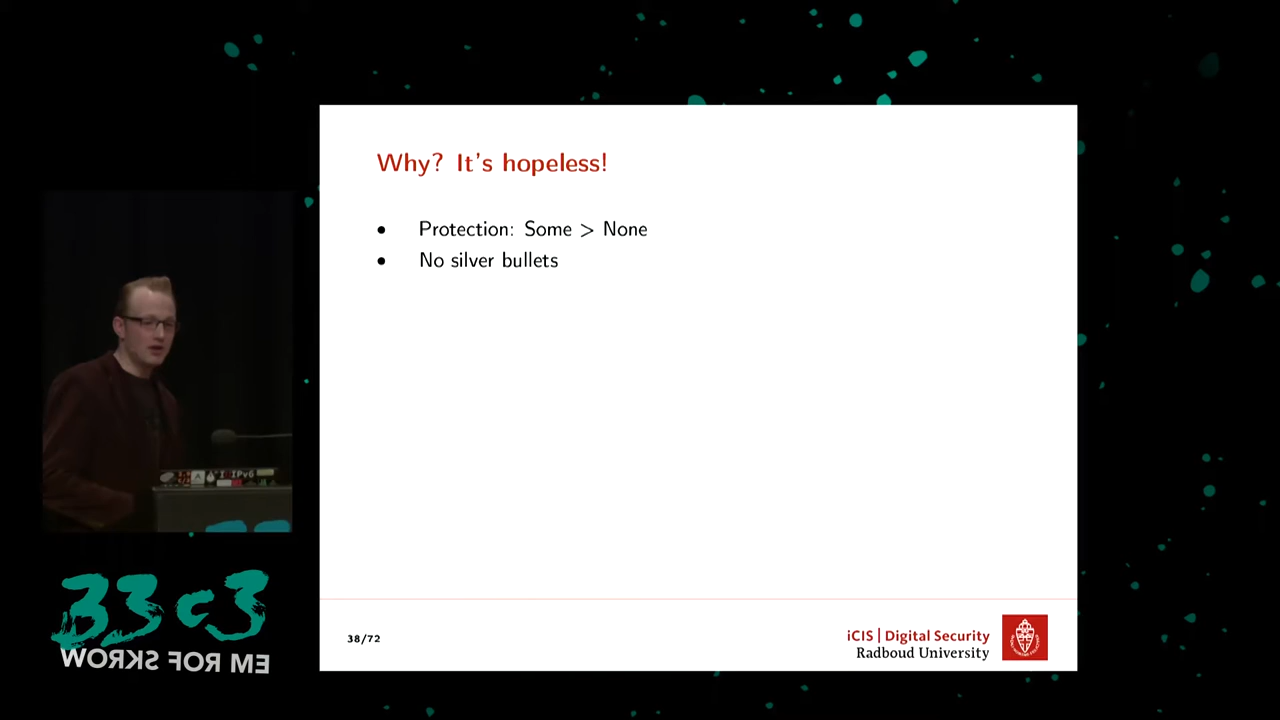 Why? It's hopeless!
• Protection: Some > None
• No silver bullets
IPv6
33c3
WORKS FOR ME
38/72
iCIS | Digital Security
Radboud University